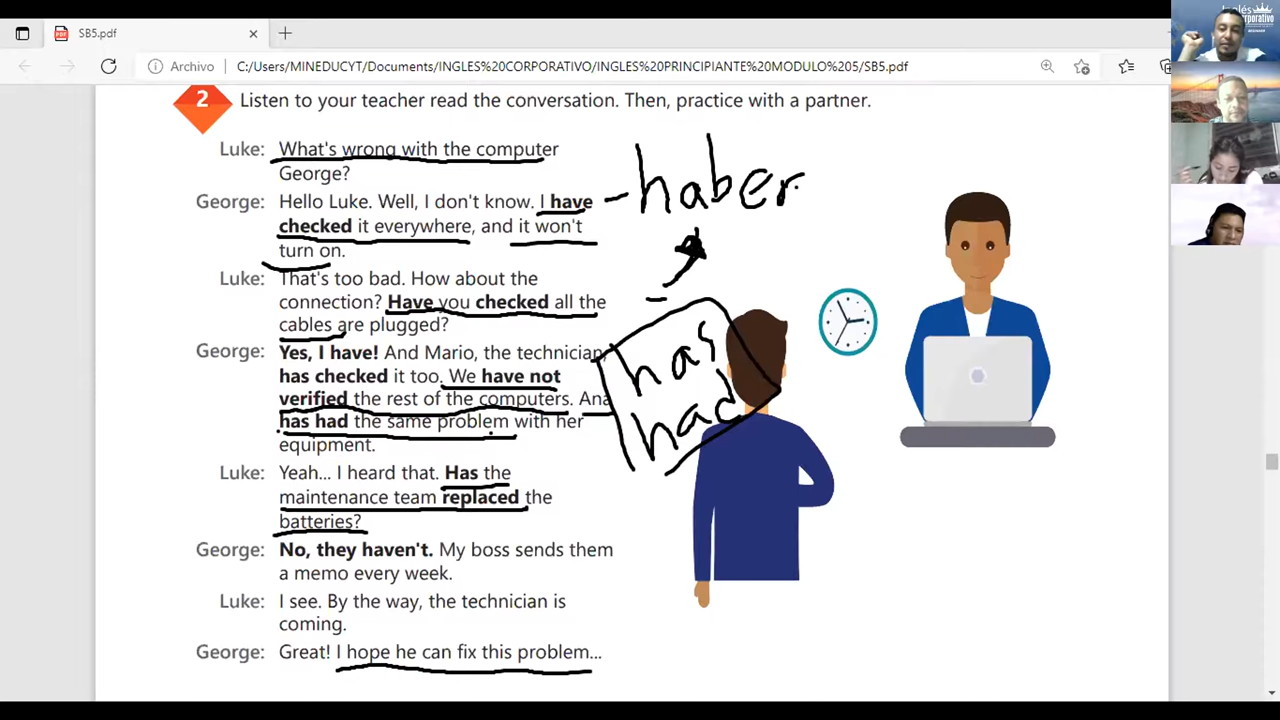 SB5.pdf
Archivo C:/Users/MINEDUCYT/Documents/INGLES%20CORPORATIVO/INGLES%20PRINCIPIANTE%20MODULO%205/SB5.pdf
Inglés
rporativo
BEGINNER
2 Listen to your teacher read the conversation. Then, practice with a partner.
Luke: What's wrong with the computer
George?
George: Hello Luke. Well, I don't know. I have
checked it everywhere, and it won't
turn on.
Luke: That's too bad. How about the
connection? Have you checked all the
cables are plugged?
George: Yes, I have! And Mario, the technician,
has checked it too. We have not
verified the rest of the computers. Ana
has had the same problem with her
equipment.
Luke: Yeah... I heard that. Has the
maintenance team replaced the
batteries?
George: No, they haven't. My boss sends them
a memo every week.
Luke: I see. By the way, the technician is
coming.
George: Great! I hope he can fix this problem...
- haber
has
had